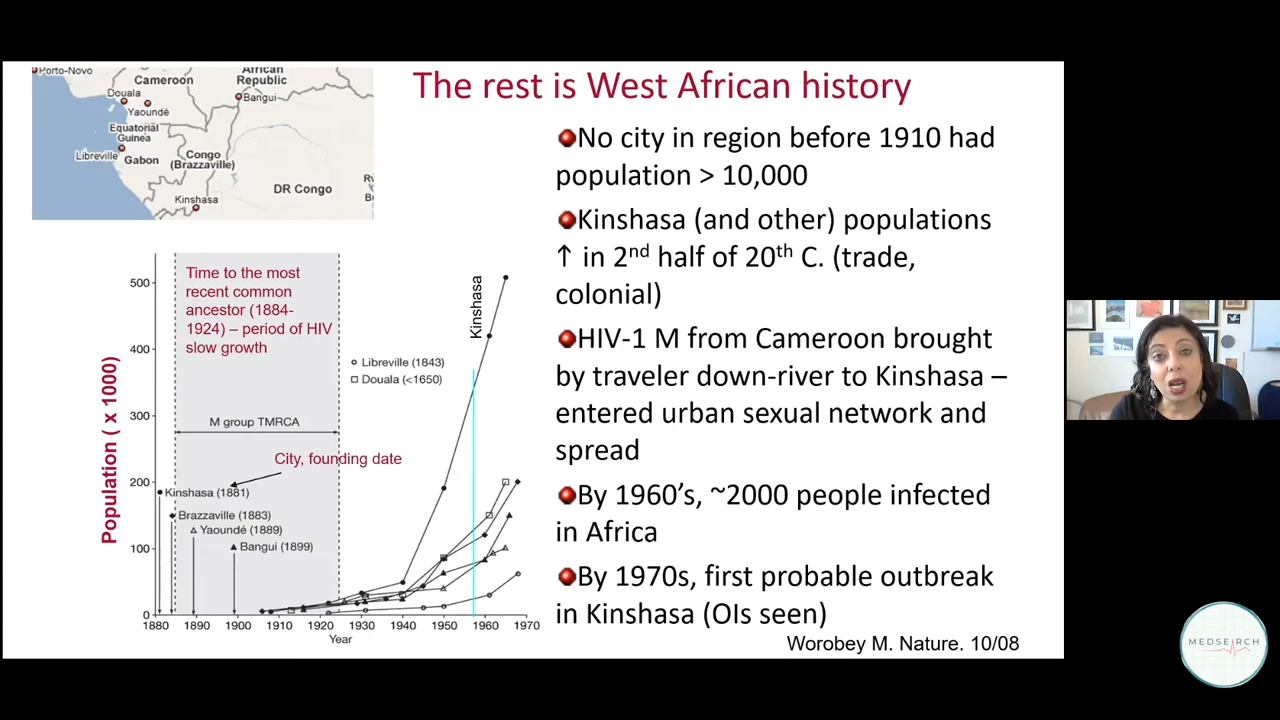 The rest is West African history
Porto-Novo
Cameroon
African
Republic
Douala
Bangui
Yaoundé
Equatorial
Guinea
Libreville
Gabon
Congo
(Brazzaville)
DR Congo
Kinshasa
No city in region before 1910 had
population > 10,000
Kinshasa (and other) populations
↑ in 2nd half of 20th C. (trade,
colonial)
HIV-1 M from Cameroon brought
by traveler down-river to Kinshasa –
entered urban sexual network and
spread
By 1960's, ~2000 people infected
in Africa
By 1970s, first probable outbreak
in Kinshasa (OIs seen)
Worobey M. Nature. 10/08
Population ( x 1000)
500
400
300
200
100
0
Time to the most
recent common
ancestor (1884-
1924) – period of HIV
slow growth
Kinshasa
Libreville (1843)
Douala (<1650)
M group TMRCA
City, founding date
Kinshasa (1881)
Brazzaville (1883)
Yaoundé (1889)
Bangui (1899)
1880 1890 1900 1910 1920 1930 1940 1950 1960 1970
Year
MEDSEARCH